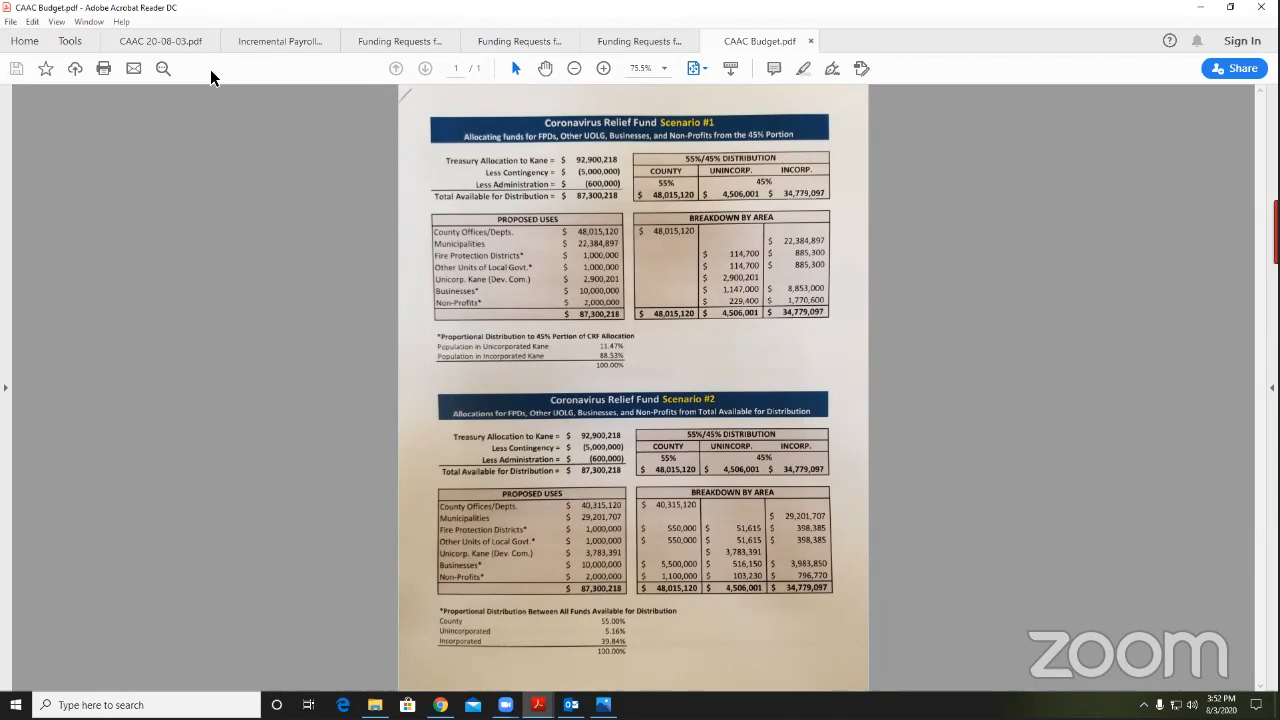 CAAC Budget.pdf - Adobe Acrobat Reader DC
File Edit View Window Help
Home Tools CAAC 20-08-03.pdf Incremental Payroll... Funding Requests f... Funding Requests f... Funding Requests f... CAAC Budget.pdf × Sign In
1 / 1 75.5% Share
Coronavirus Relief Fund Scenario #1
Allocating funds for FPDs, Other UOLG, Businesses, and Non-Profits from the 45% Portion
Treasury Allocation to Kane = $ 92,900,218
Less Contingency = $ (5,000,000)
Less Administration = $ (600,000)
Total Available for Distribution = $ 87,300,218
55%/45% DISTRIBUTION
COUNTY UNINCORP. INCORP.
55% 45%
$ 48,015,120 $ 4,506,001 $ 34,779,097
PROPOSED USES
County Offices/Depts. $ 48,015,120
Municipalities $ 22,384,897
Fire Protection Districts* $ 1,000,000
Other Units of Local Govt.* $ 1,000,000
Unicorp. Kane (Dev. Com.) $ 2,900,201
Businesses* $ 10,000,000
Non-Profits* $ 2,000,000
$ 87,300,218
BREAKDOWN BY AREA
$ 48,015,120
$ 22,384,897
$ 114,700 $ 885,300
$ 114,700 $ 885,300
$ 2,900,201
$ 1,147,000 $ 8,853,000
$ 229,400 $ 1,770,600
$ 48,015,120 $ 4,506,001 $ 34,779,097
*Proportional Distribution to 45% Portion of CRF Allocation
Population in Unicorporated Kane 11.47%
Population in Incorporated Kane 88.53%
100.00%
Coronavirus Relief Fund Scenario #2
Allocations for FPDs, Other UOLG, Businesses, and Non-Profits from Total Available for Distribution
Treasury Allocation to Kane = $ 92,900,218
Less Contingency = $ (5,000,000)
Less Administration = $ (600,000)
Total Available for Distribution = $ 87,300,218
55%/45% DISTRIBUTION
COUNTY UNINCORP. INCORP.
55% 45%
$ 48,015,120 $ 4,506,001 $ 34,779,097
PROPOSED USES
County Offices/Depts. $ 40,315,120
Municipalities $ 29,201,707
Fire Protection Districts* $ 1,000,000
Other Units of Local Govt.* $ 1,000,000
Unicorp. Kane (Dev. Com.) $ 3,783,391
Businesses* $ 10,000,000
Non-Profits* $ 2,000,000
$ 87,300,218
BREAKDOWN BY AREA
$ 40,315,120
$ 29,201,707
$ 550,000 $ 51,615 $ 398,385
$ 550,000 $ 51,615 $ 398,385
$ 3,783,391
$ 5,500,000 $ 516,150 $ 3,983,850
$ 1,100,000 $ 103,230 $ 796,770
$ 48,015,120 $ 4,506,001 $ 34,779,097
*Proportional Distribution Between All Funds Available for Distribution
County 55.00%
Unincorporated 5.16%
Incorporated 39.84%
100.00%
zoom
Type here to search
3:52 PM
8/3/2020